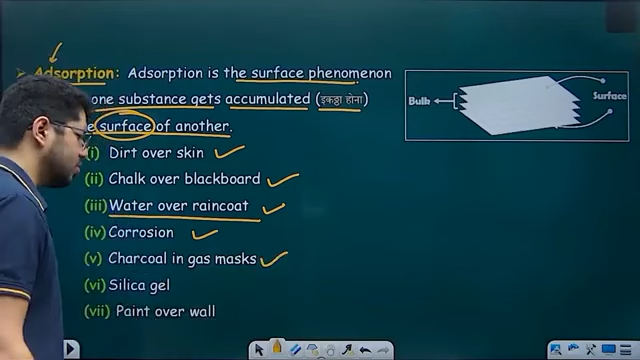 ➤ Adsorption: Adsorption is the surface phenomenon
one substance gets accumulated (इकट्ठा होना)
surface of another.
(i) Dirt over skin
(ii) Chalk over blackboard
(iii) Water over raincoat
(iv) Corrosion
(v) Charcoal in gas masks
(vi) Silica gel
(vii) Paint over wall
Bulk
Surface